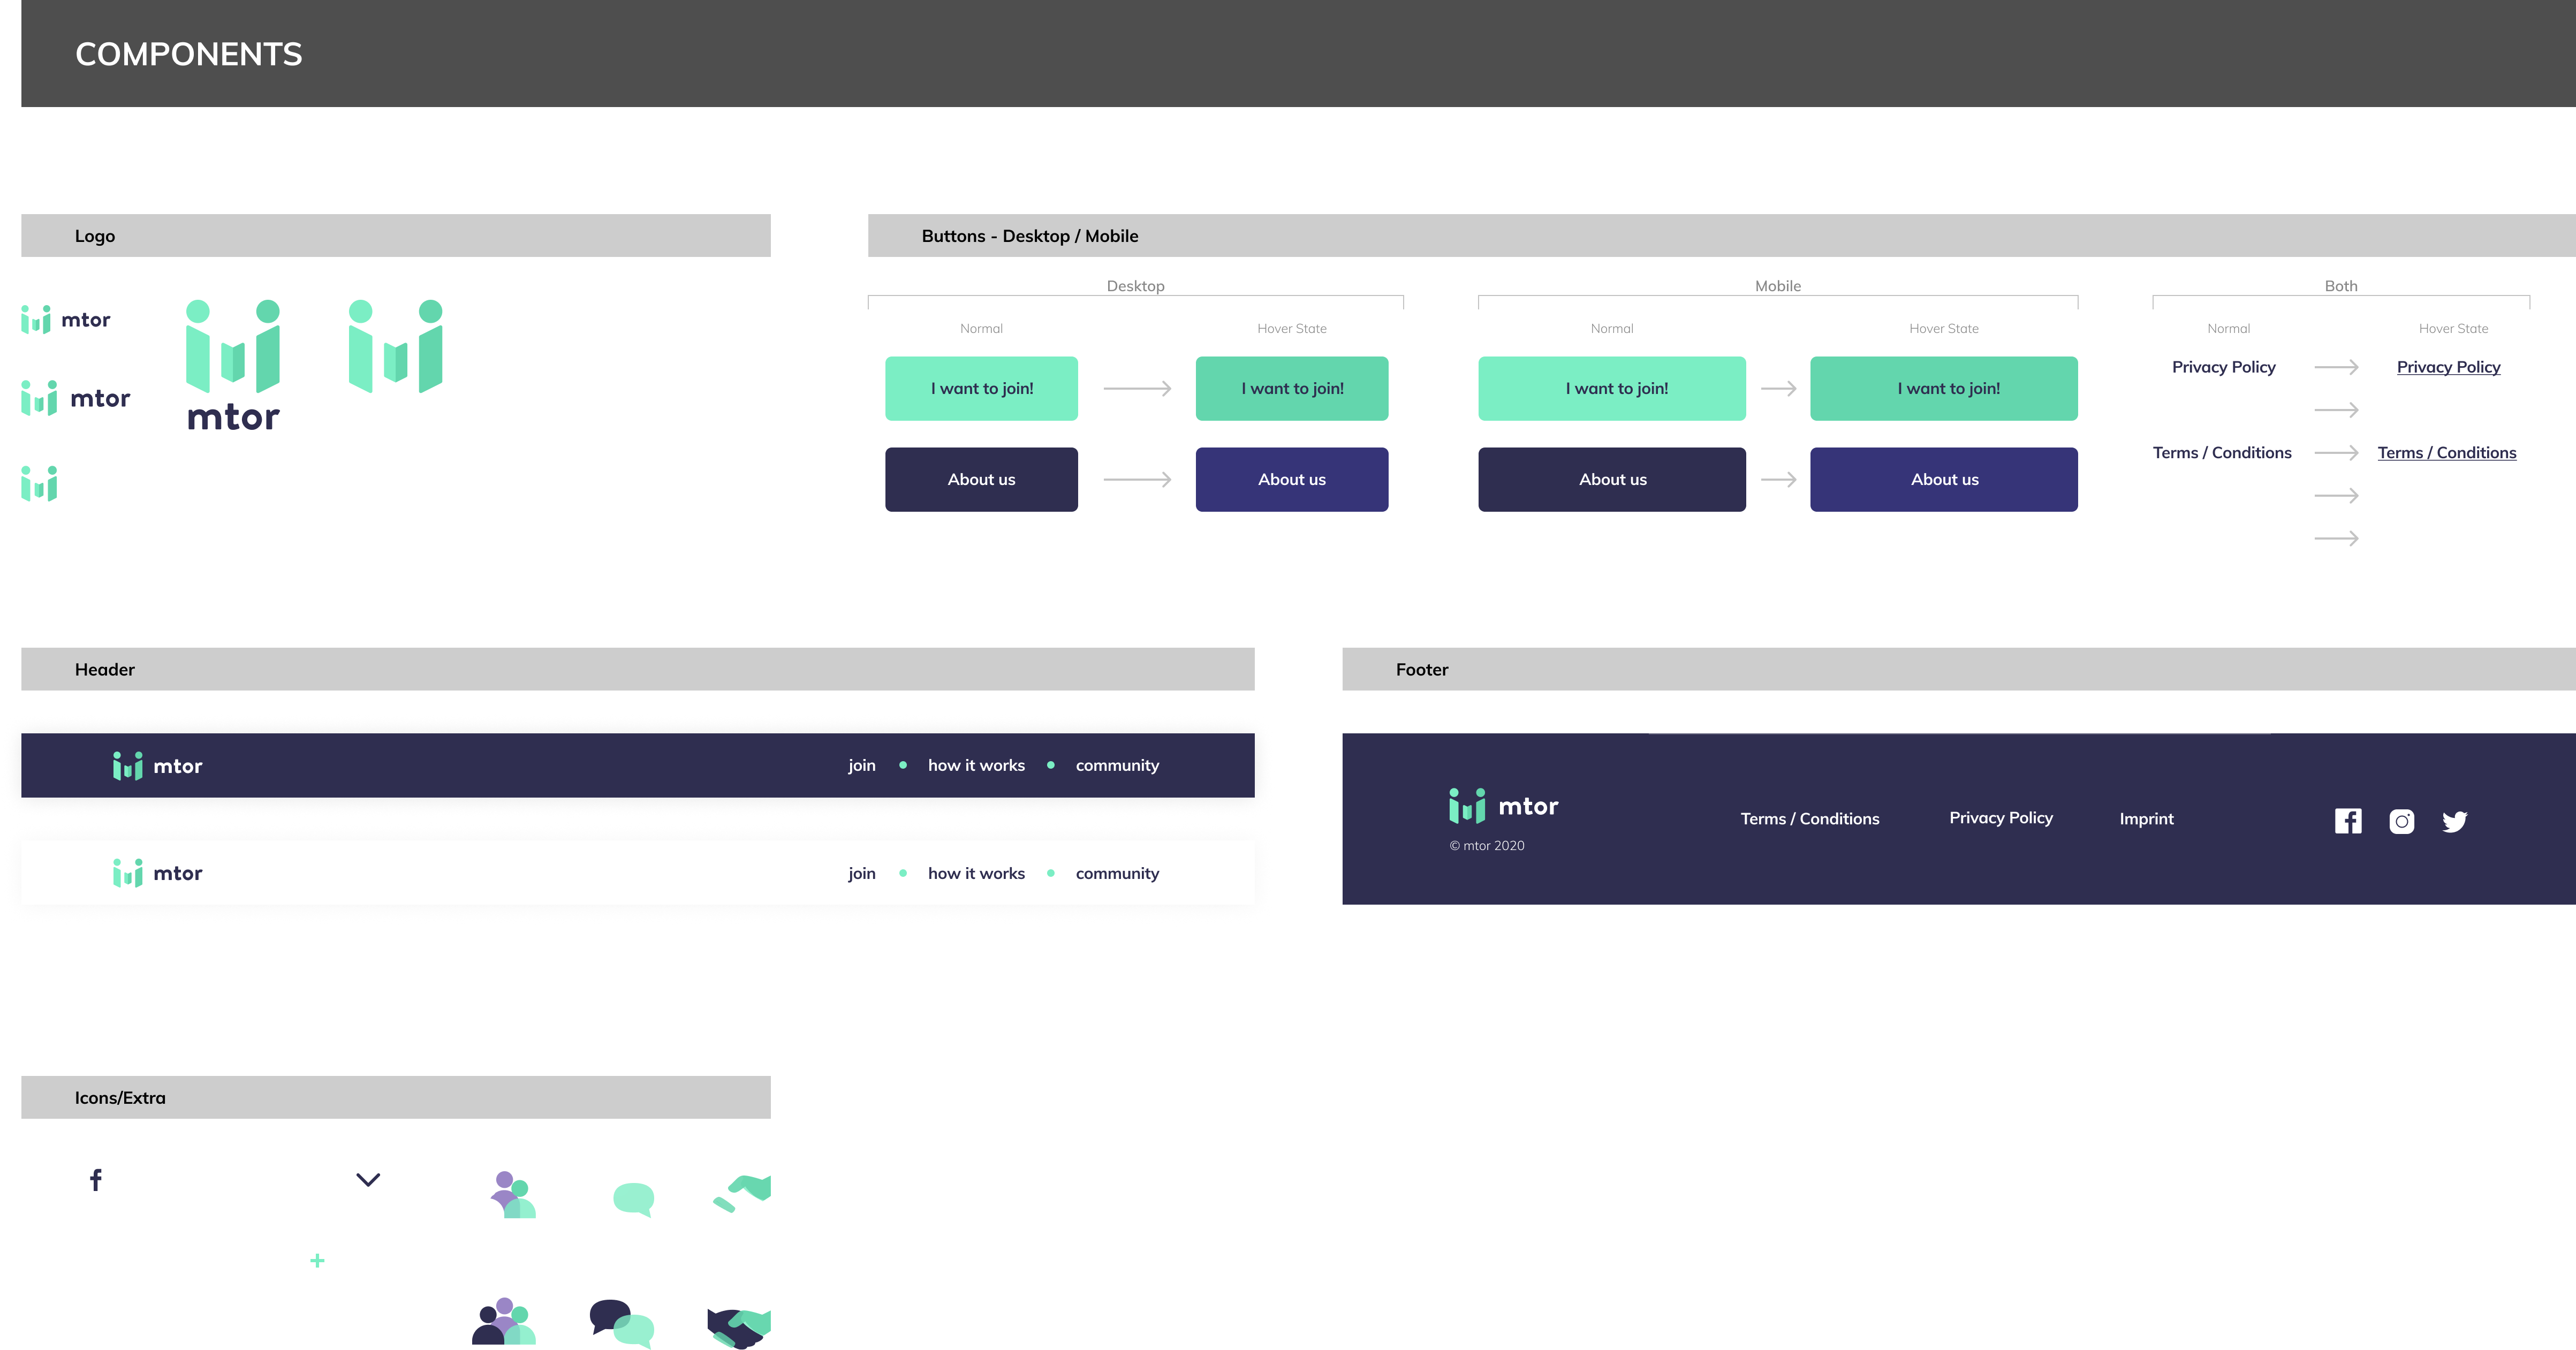 COMPONENTS
Logo
mtor
mtor
mtor
Buttons - Desktop / Mobile
Desktop
Normal
Hover State
I want to join!
I want to join!
About us
About us
Mobile
Normal
Hover State
I want to join!
I want to join!
About us
About us
Both
Normal
Hover State
Privacy Policy
Privacy Policy
Terms / Conditions
Terms / Conditions
Header
mtor
join
how it works
community
mtor
join
how it works
community
Footer
mtor
© mtor 2020
Terms / Conditions
Privacy Policy
Imprint
Icons/Extra